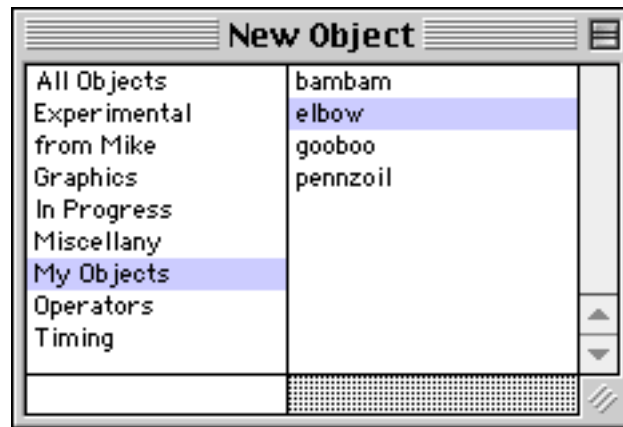 New Object
All Objects
Experimental
from Mike
Graphics
In Progress
Miscellany
My Objects
Operators
Timing
bambam
elbow
gooboo
pennzoil